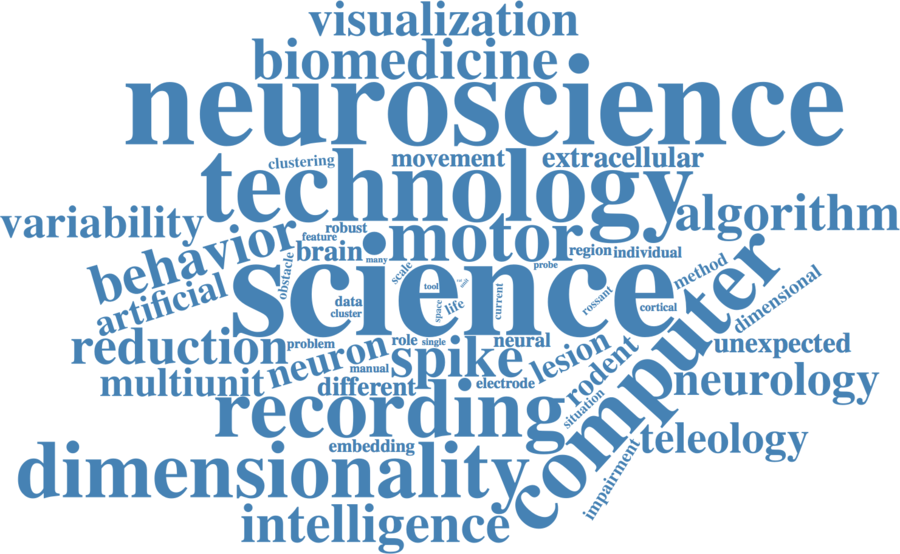 visualization
biomedicine
neuroscience
clustering
movement
extracellular
technology
variability
algorithm
behavior
robust
feature
motor
brain
many
region
individual
probe
obstacle
scale
science
tool
method
artificial
data
cluster
space
life
current
rossant
cortical
computer
dimensional
reduction
problem
role
single
neural
unexpected
neuron
manual
spike
lesion
rodent
multiunit
different
electrode
neurology
recording
situation
embedding
teleology
dimensionality
impairment
intelligence